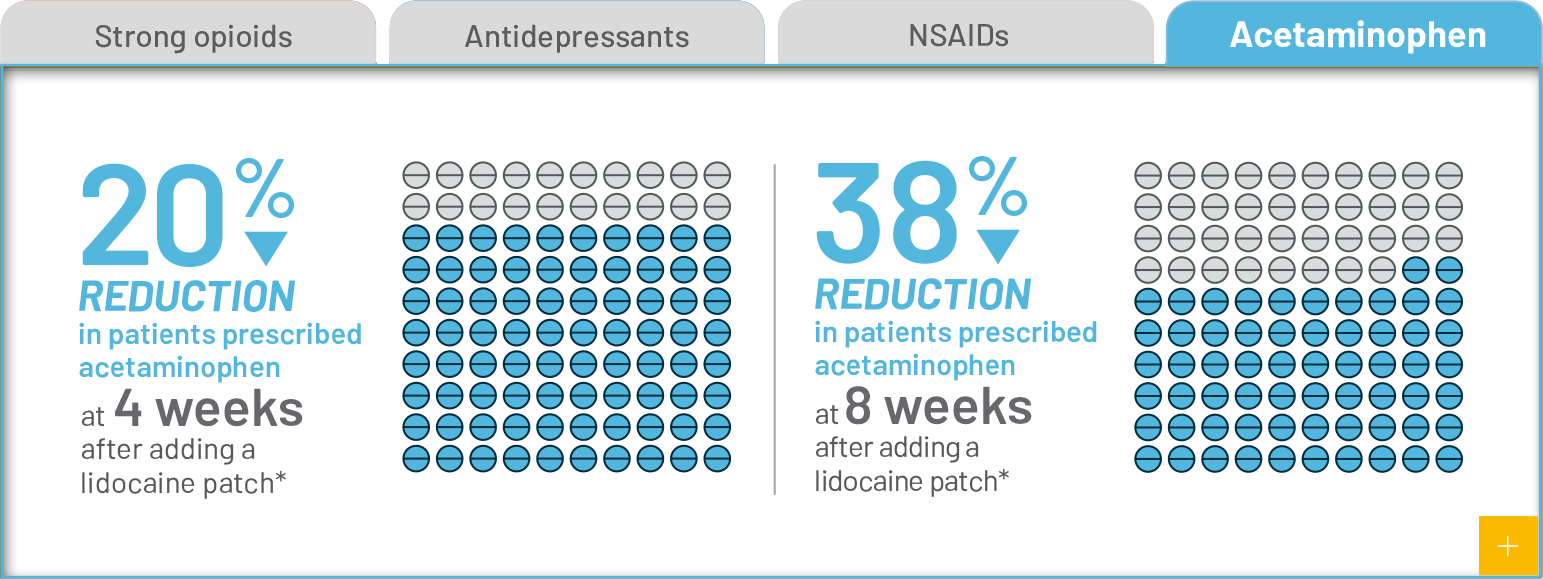 Strong opioids
Antidepressants
NSAIDs
Acetaminophen
20%
REDUCTION
in patients prescribed
acetaminophen
at 4 weeks
after adding a
lidocaine patch*
38%
REDUCTION
in patients prescribed
acetaminophen
at 8 weeks
after adding a
lidocaine patch*
+